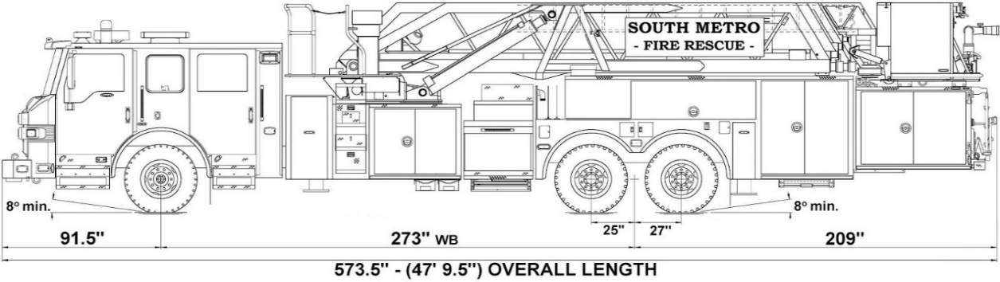 SOUTH METRO
- FIRE RESCUE -
8° min.
8° min.
25"
27"
91.5"
273" WB
209"
573.5" - (47' 9.5") OVERALL LENGTH